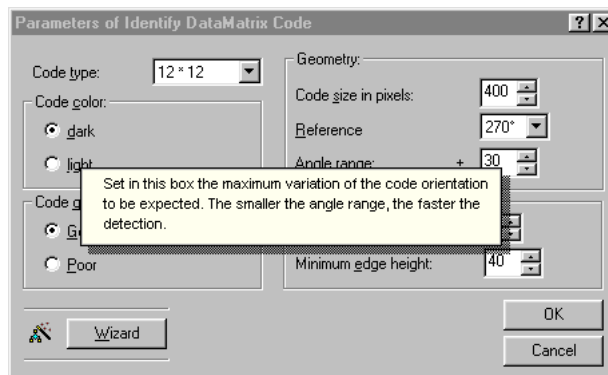 Parameters of Identify DataMatrix Code
Code type: 12 * 12
Code color:
dark
light
Geometry:
Code size in pixels: 400
Reference 270°
Angle range: + 30
Set in this box the maximum variation of the code orientation
to be expected. The smaller the angle range, the faster the
detection.
Code
Poor
Minimum edge height: 40
Wizard
OK
Cancel